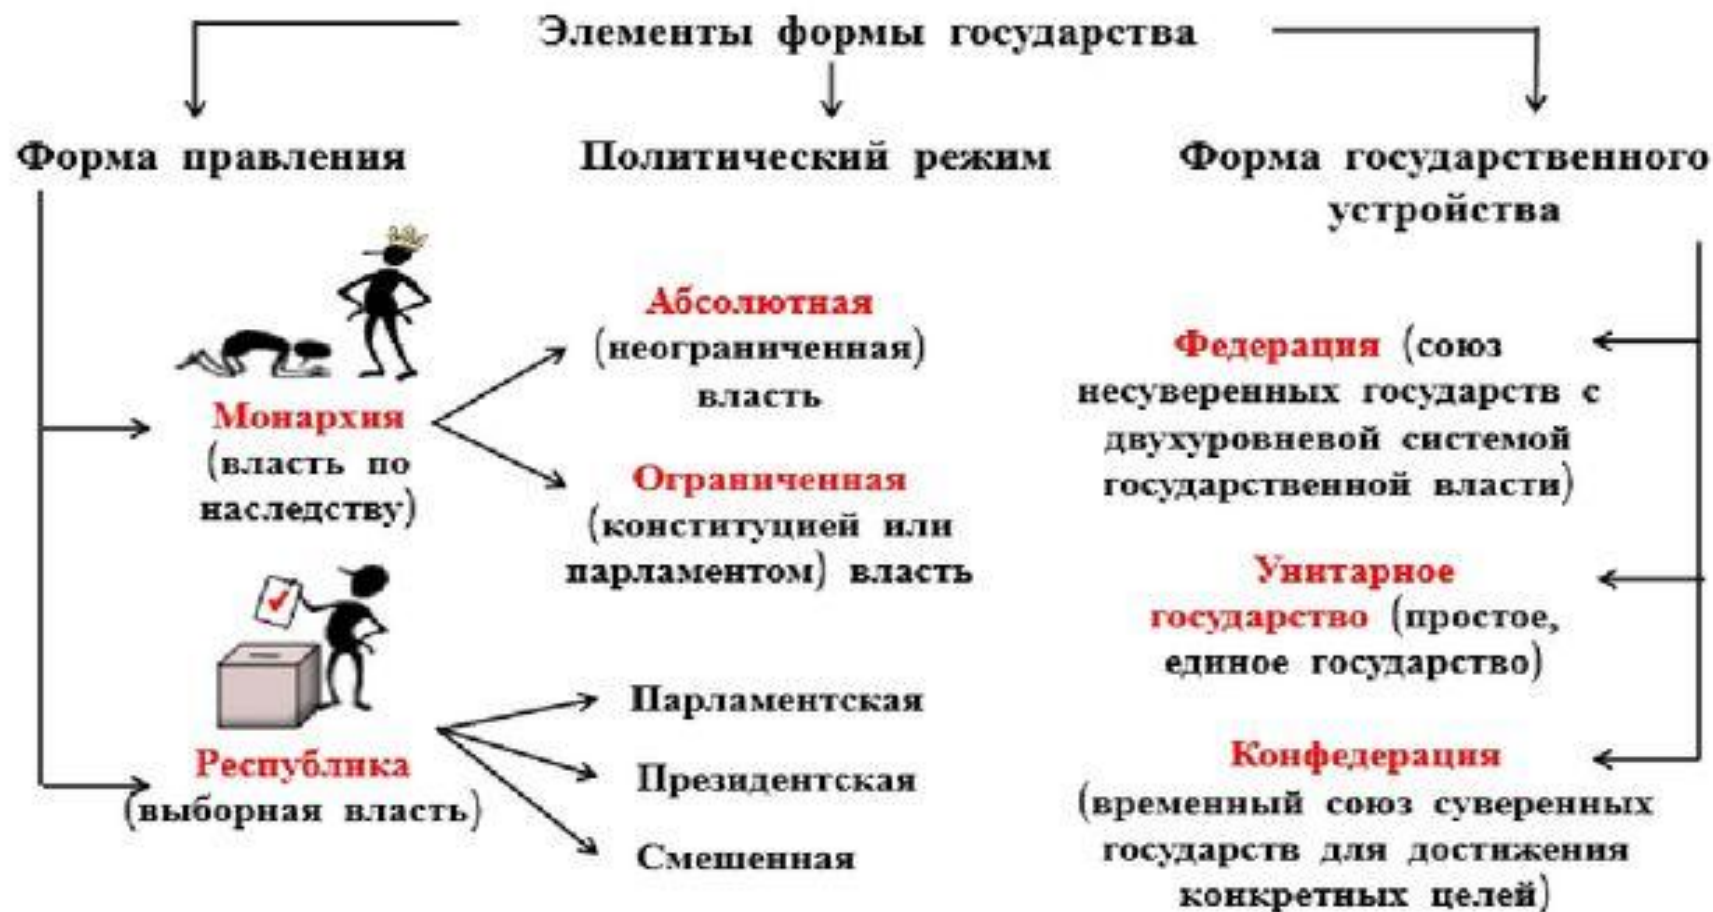 Элементы формы государства
Форма правления
Политический режим
Форма государственного
устройства
Монархия
(власть по
наследству)
Абсолютная
(неограниченная)
власть
Ограниченная
(конституцией или
парламентом) власть
Республика
(выборная власть)
Парламентская
Президентская
Смешенная
Федерация (союз
несуверенных государств с
двухуровневой системой
государственной власти)
Унитарное
государство (простое,
единое государство)
Конфедерация
(временный союз суверенных
государств для достижения
конкретных целей)